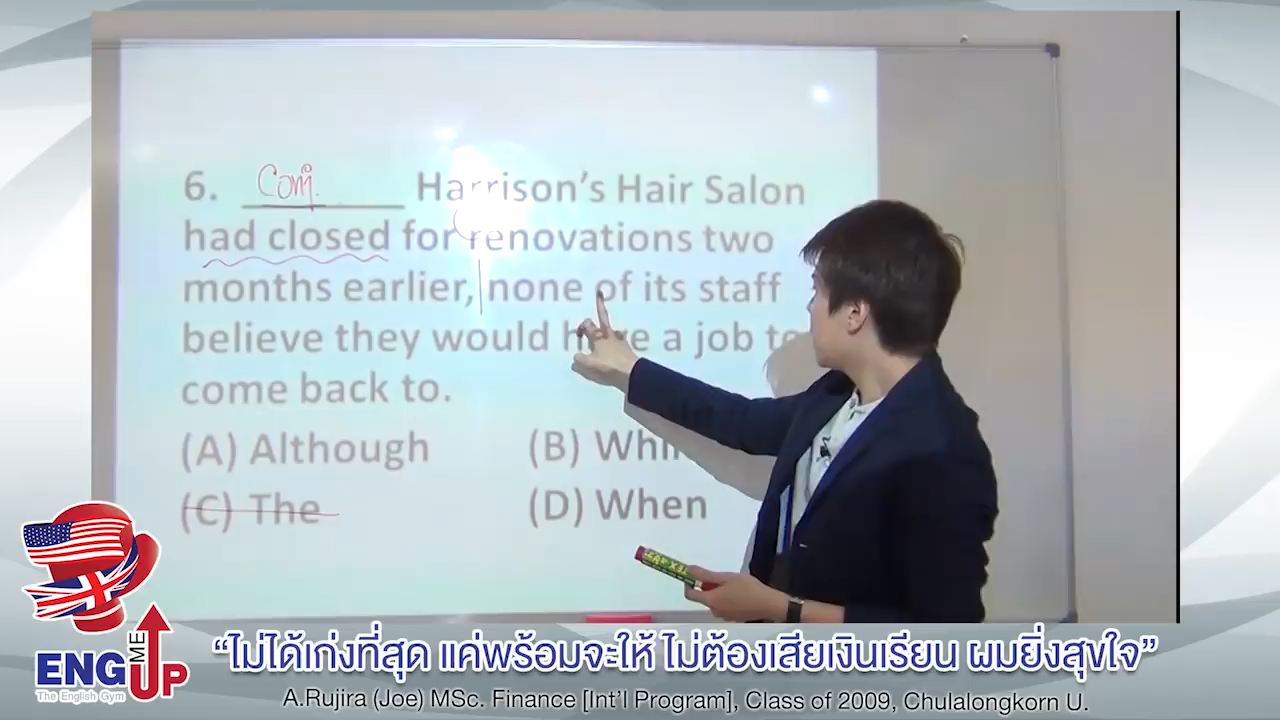 6. Conj. Harrison's Hair Salon
had closed for renovations two
months earlier, none of its staff
believe they would have a job
come back to.
(A) Although
(B)
(C) The
(D) When
ENG UP ME
The English Gym
“ไม่ได้เก่งที่สุด แค่พร้อมจะให้ ไม่ต้องเสียเงินเรียน ผมยิ่งสุขใจ”
A.Rujira (Joe) MSc. Finance [Int'l Program], Class of 2009, Chulalongkorn U.